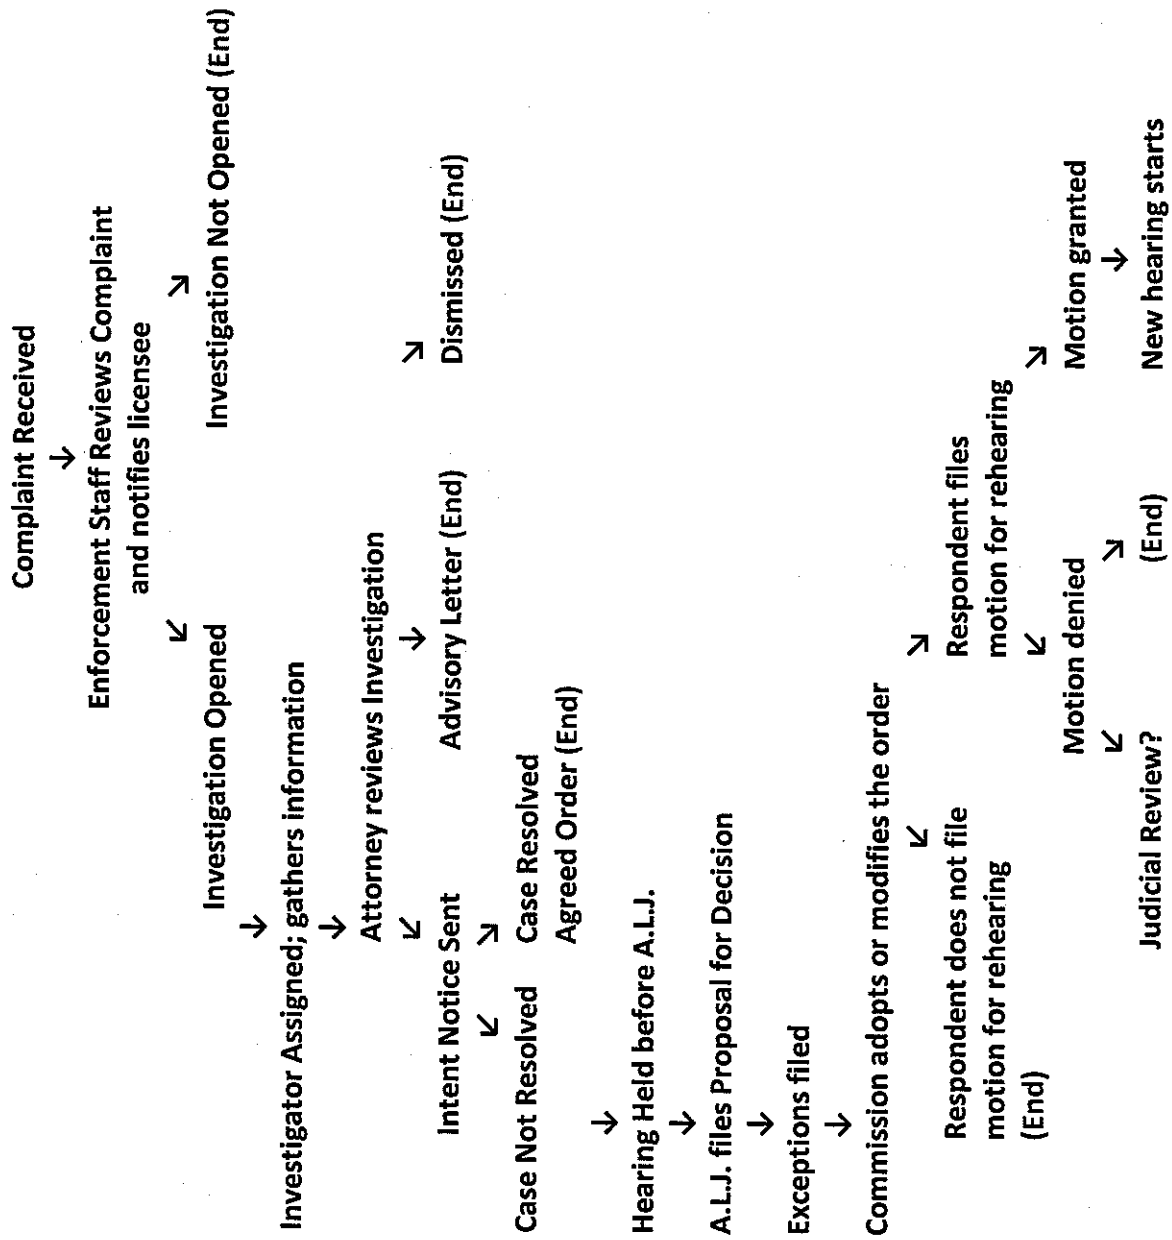 Complaint Received
↓
Enforcement Staff Reviews Complaint
and notifies licensee
↙ ↘
Investigation Opened Investigation Not Opened (End)
↓
Investigator Assigned; gathers information
↓
Attorney reviews Investigation
↙ ↓ ↘
Intent Notice Sent Advisory Letter (End) Dismissed (End)
↙ ↘
Case Not Resolved Case Resolved
Agreed Order (End)
↓
Hearing Held before A.L.J.
↓
A.L.J. files Proposal for Decision
↓
Exceptions filed
↓
Commission adopts or modifies the order
↙ ↘
Respondent does not file Respondent files
motion for rehearing motion for rehearing
(End)
↙ ↘
Motion denied Motion granted
↙ ↘ ↓
Judicial Review? (End) New hearing starts